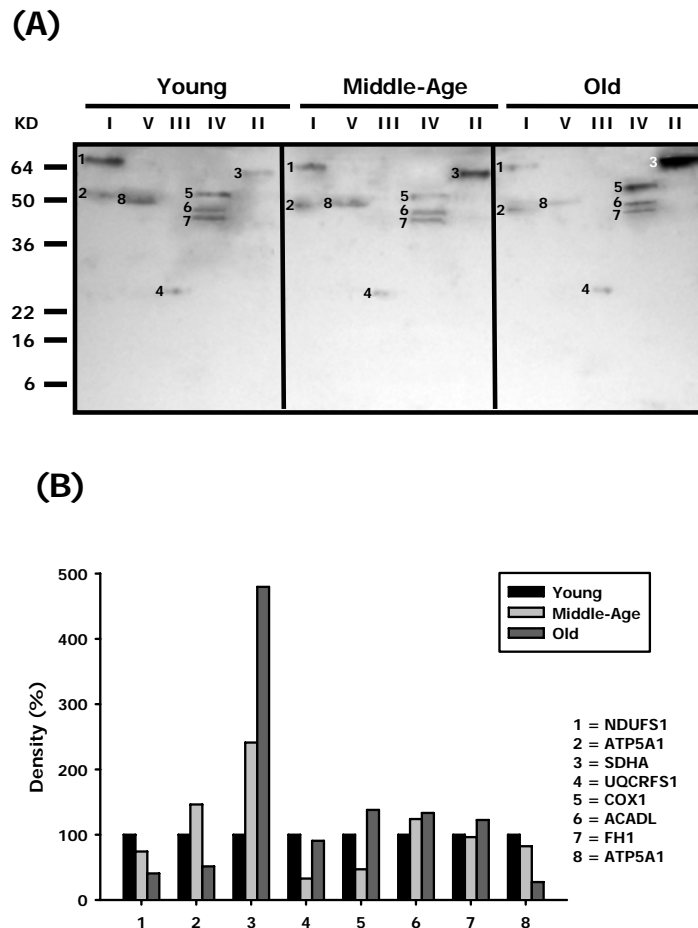 (A)
Young Middle-Age Old
KD I V III IV II I V III IV II I V III IV II
64
50
36
22
16
6
1
2
8
4
5
6
7
3
1
2
8
4
5
6
7
3
1
2
8
4
5
6
7
3
(B)
500
400
300
200
100
0
Density (%)
Young
Middle-Age
Old
1 = NDUFS1
2 = ATP5A1
3 = SDHA
4 = UQCRFS1
5 = COX1
6 = ACADL
7 = FH1
8 = ATP5A1
1 2 3 4 5 6 7 8